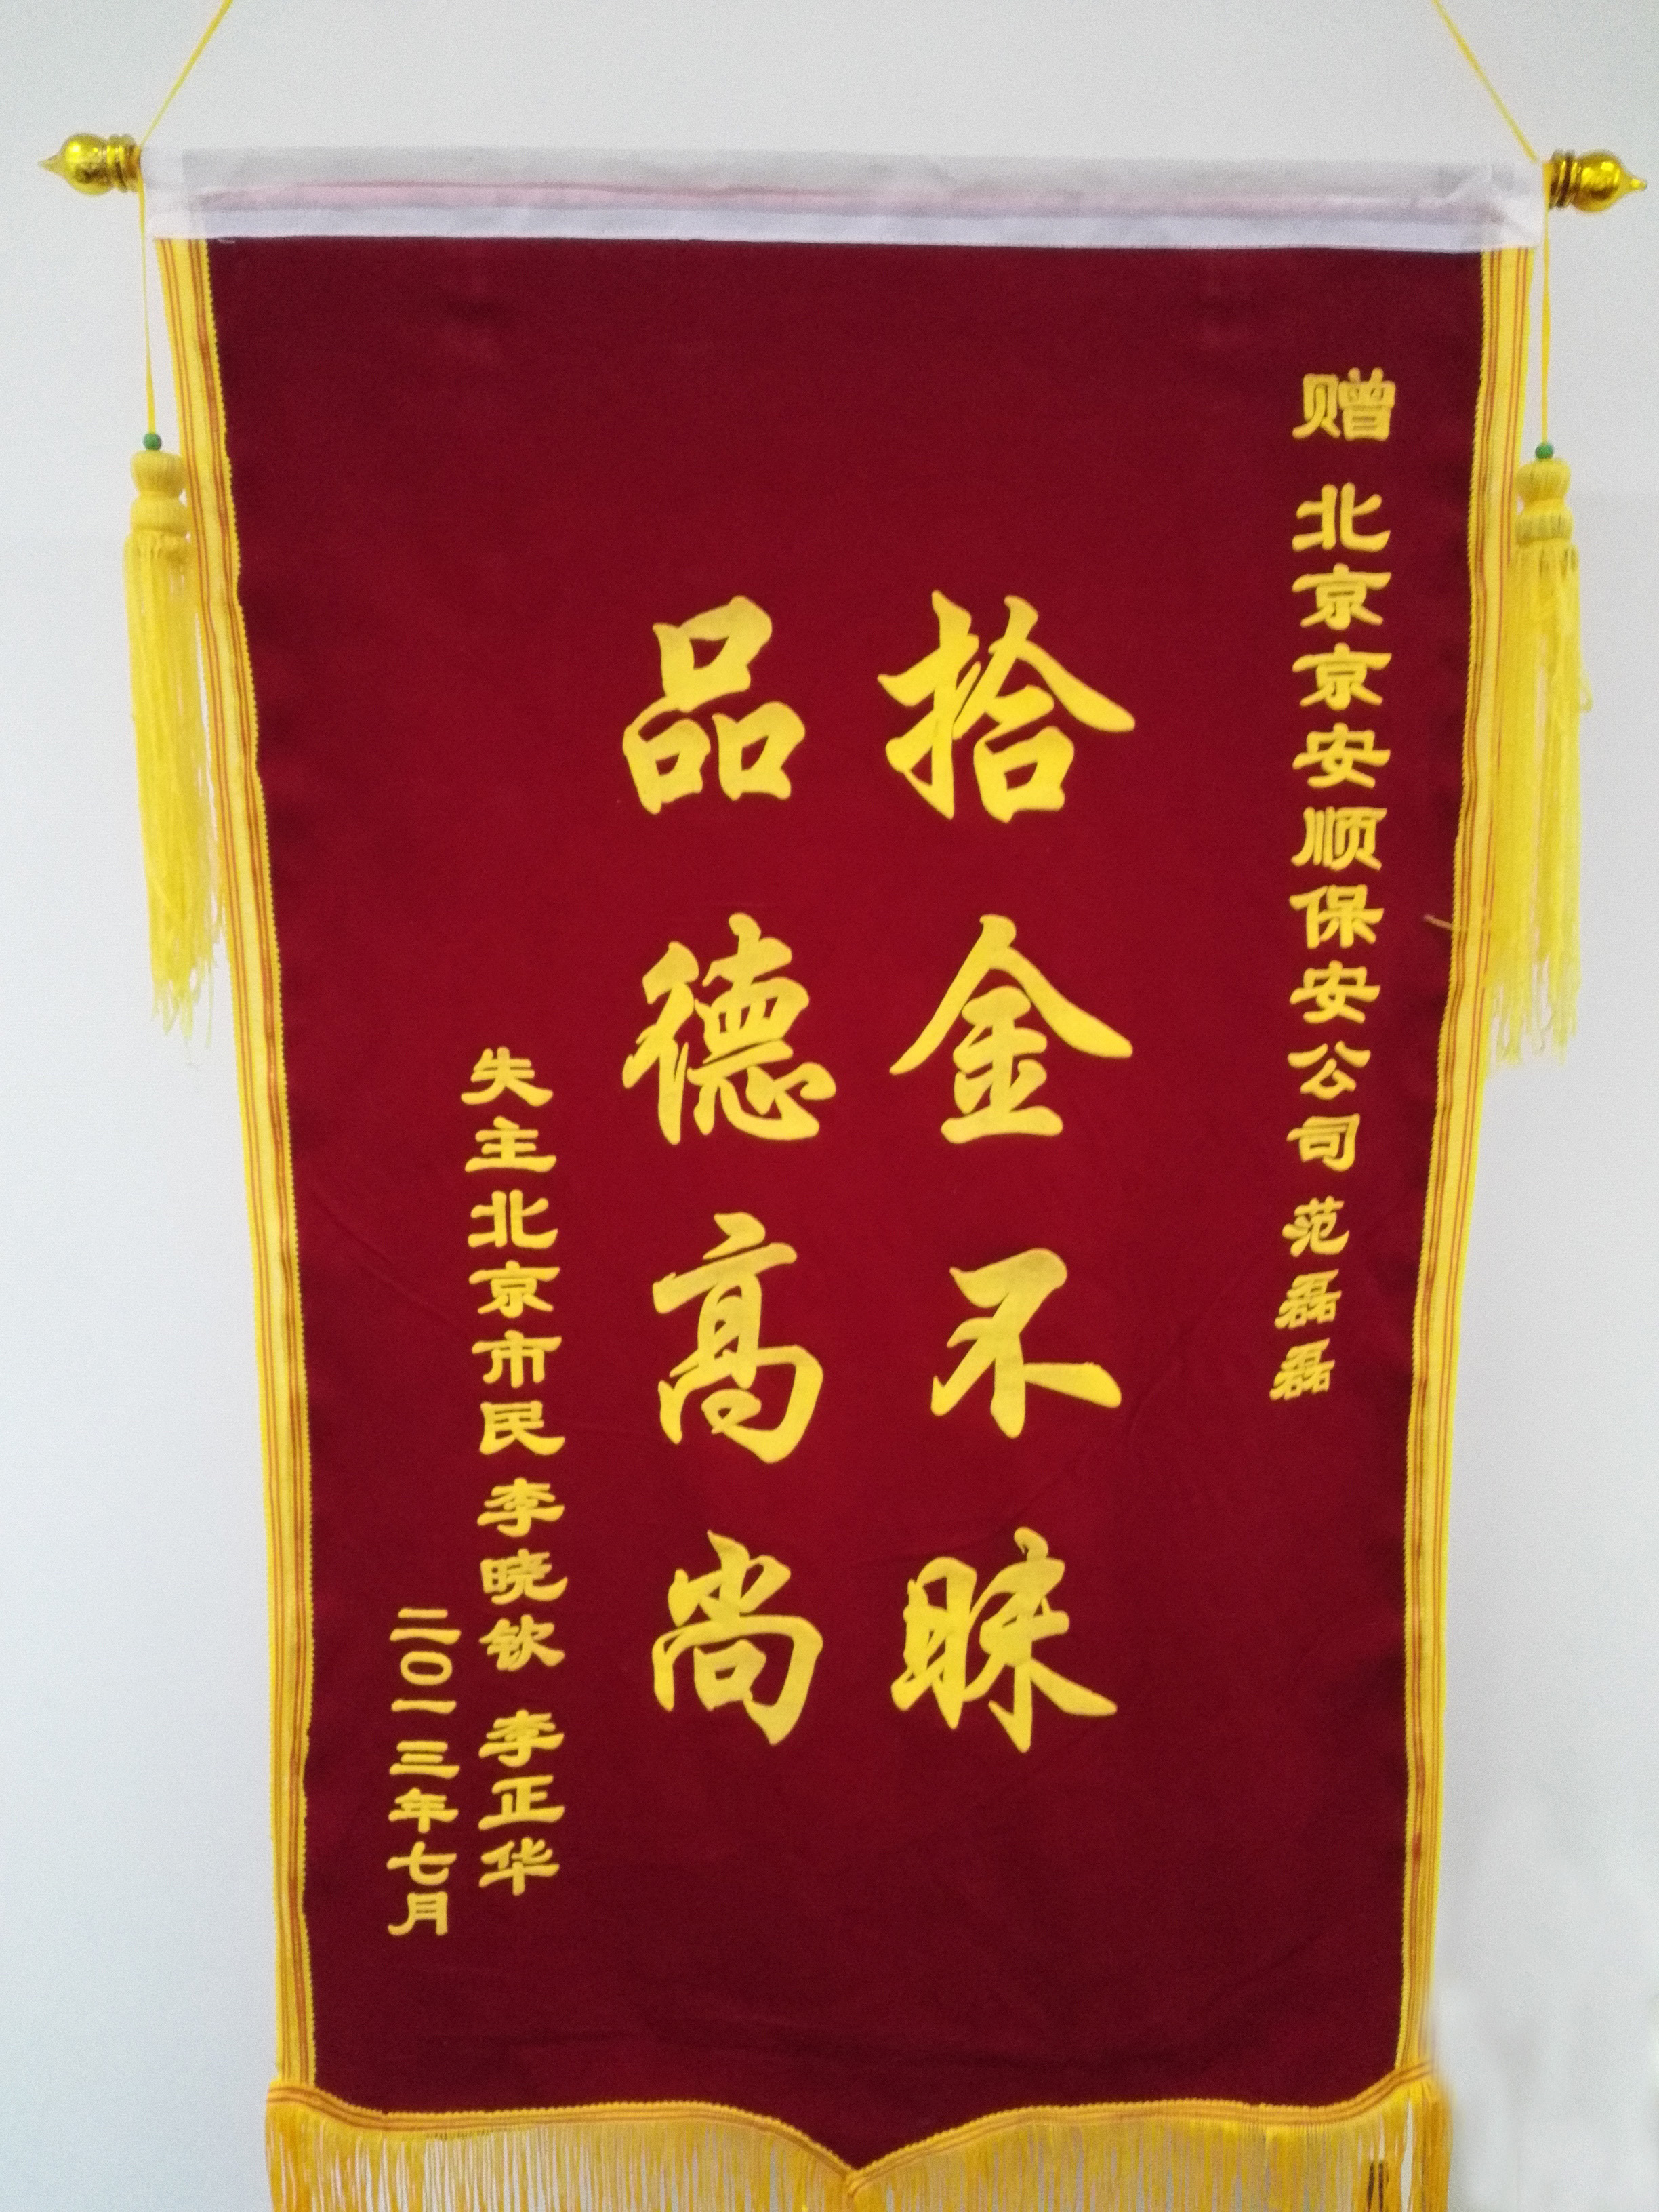 赠 北京京安顺保安公司 范磊磊
拾金不昧
品德高尚
失主北京市民 李晓钦 李正华
二〇一三年七月